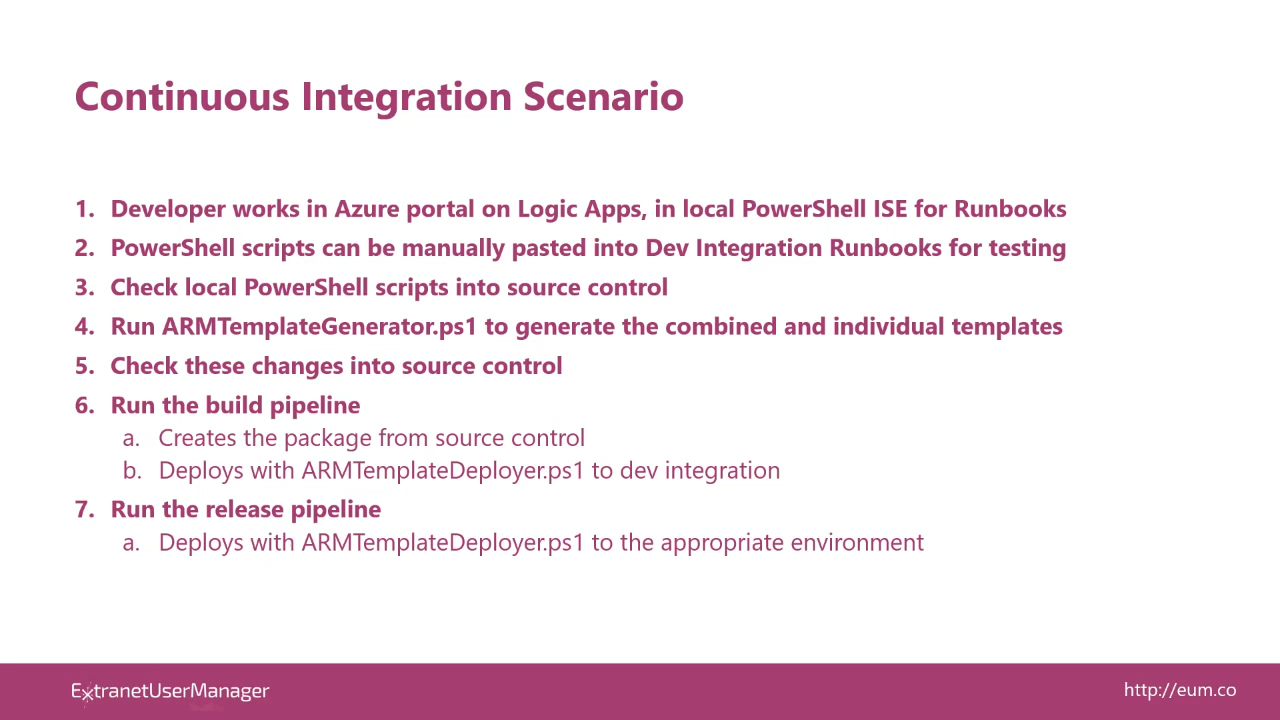 Continuous Integration Scenario
1. Developer works in Azure portal on Logic Apps, in local PowerShell ISE for Runbooks
2. PowerShell scripts can be manually pasted into Dev Integration Runbooks for testing
3. Check local PowerShell scripts into source control
4. Run ARMTemplateGenerator.ps1 to generate the combined and individual templates
5. Check these changes into source control
6. Run the build pipeline
a. Creates the package from source control
b. Deploys with ARMTemplateDeployer.ps1 to dev integration
7. Run the release pipeline
a. Deploys with ARMTemplateDeployer.ps1 to the appropriate environment
ExtranetUserManager
http://eum.co